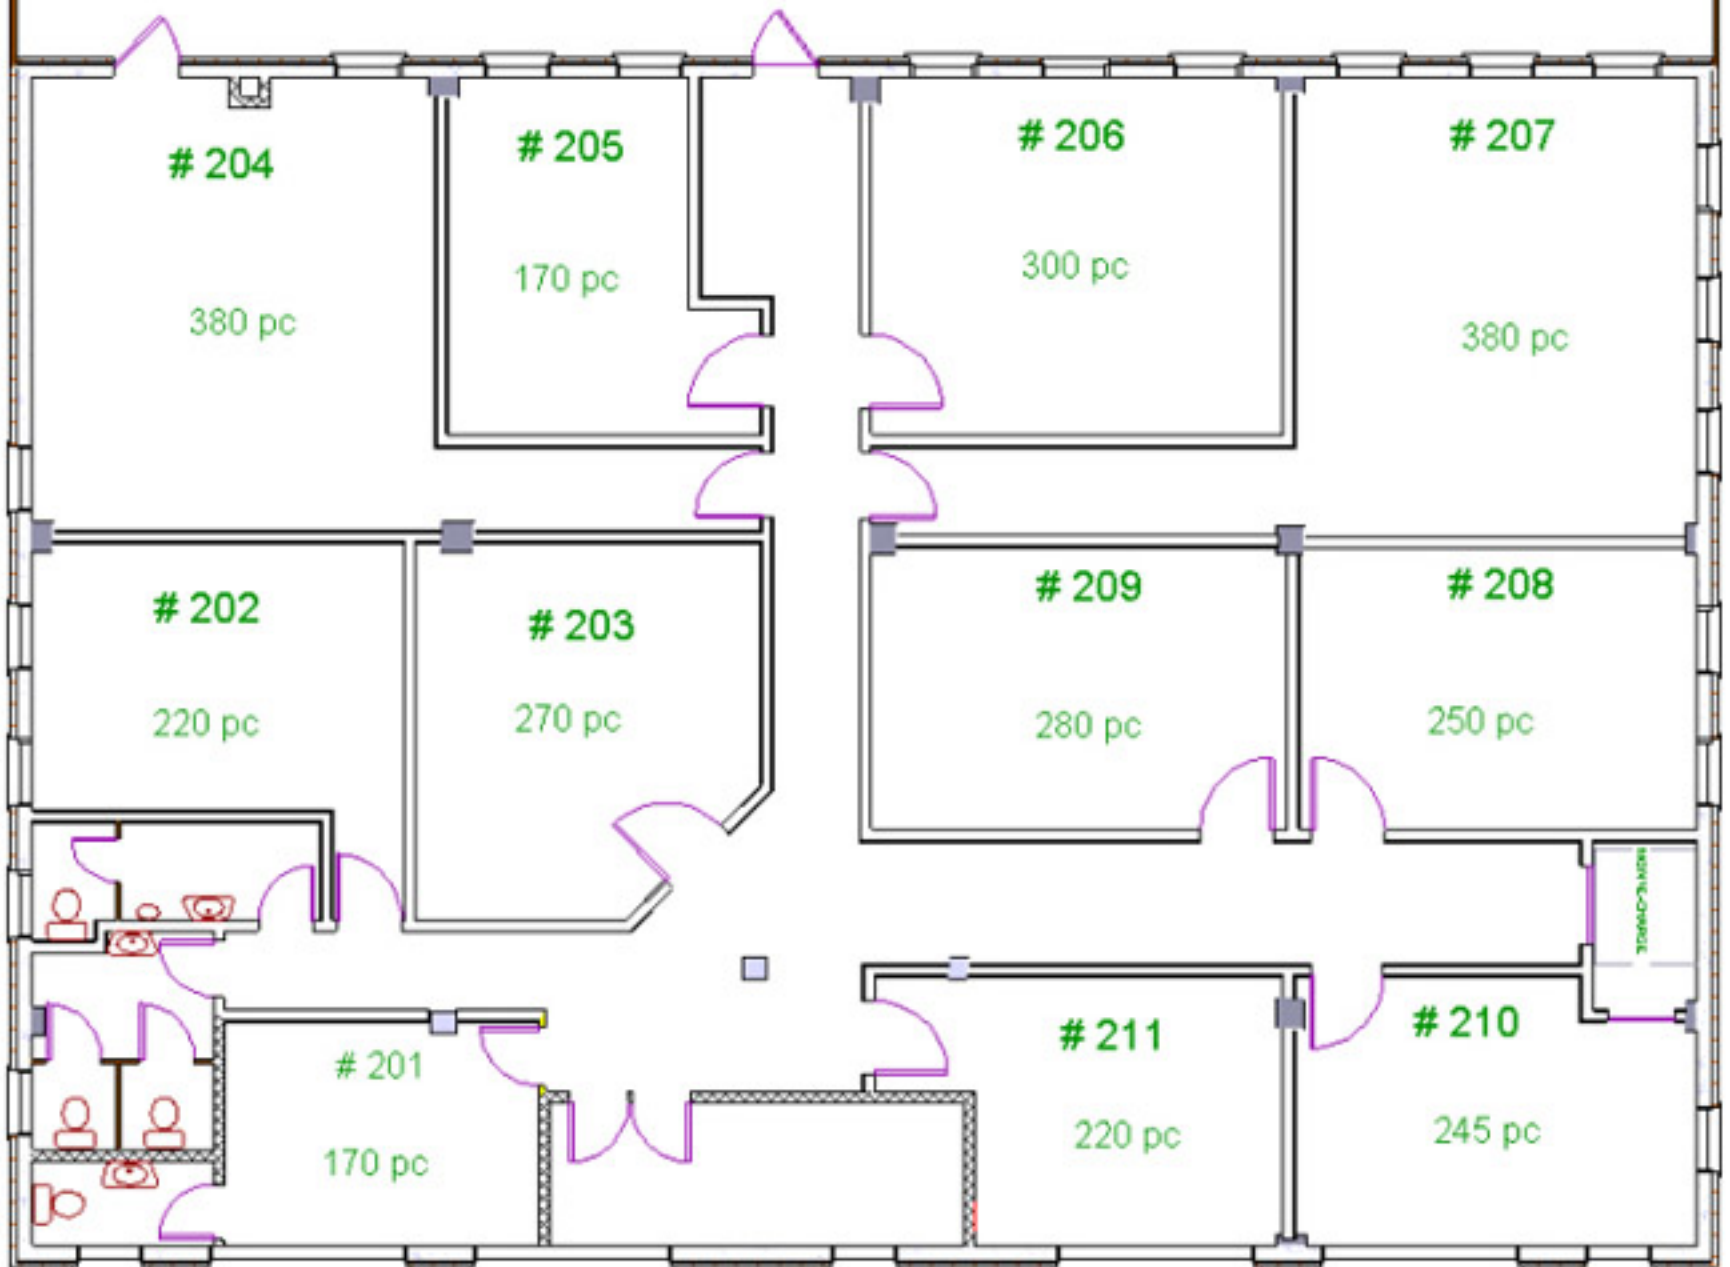 # 204
380 pc
# 205
170 pc
# 206
300 pc
# 207
380 pc
# 202
220 pc
# 203
270 pc
# 209
280 pc
# 208
250 pc
# 201
170 pc
# 211
220 pc
# 210
245 pc